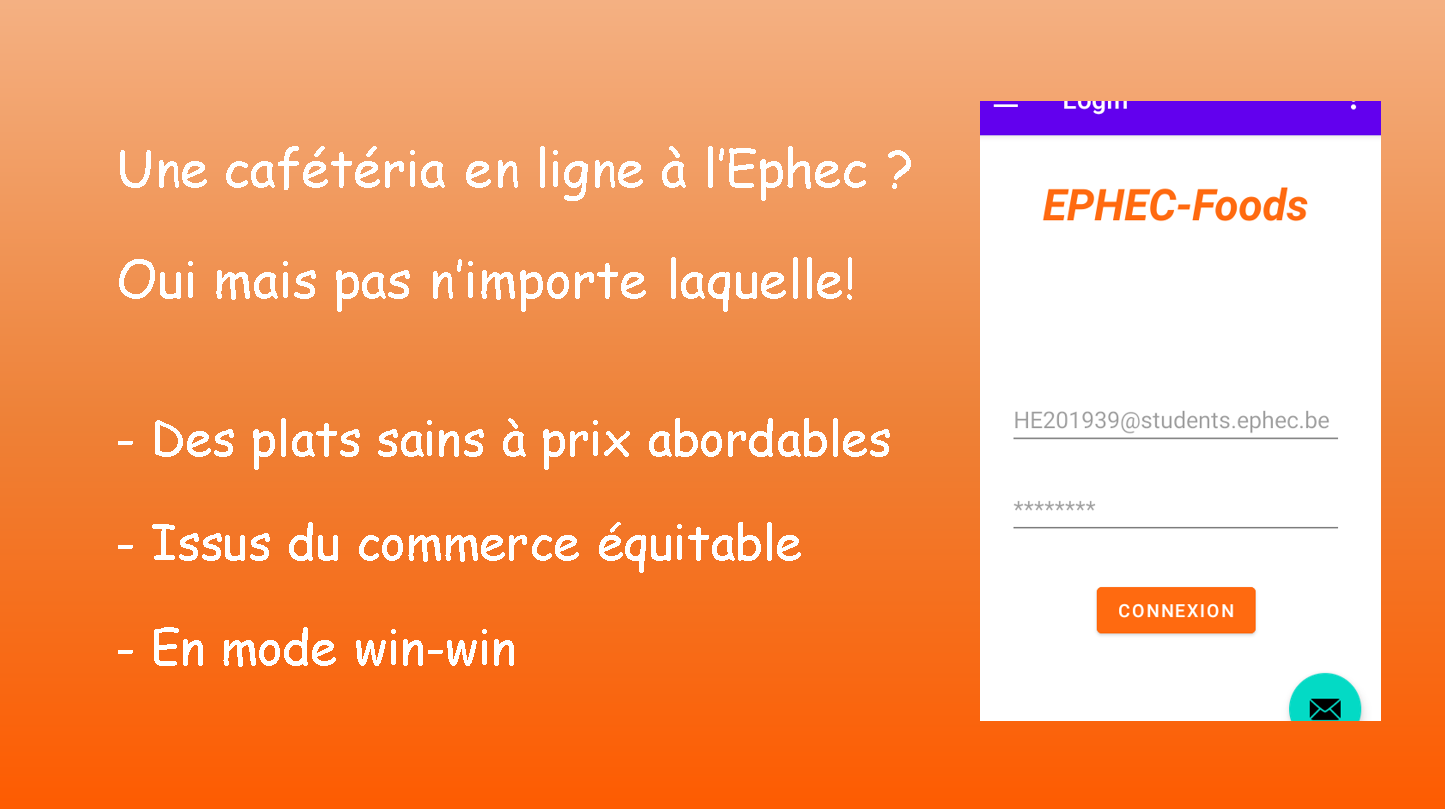 Une cafétéria en ligne à l'Ephec ?
Oui mais pas n'importe laquelle!
- Des plats sains à prix abordables
- Issus du commerce équitable
- En mode win-win
Login
EPHEC-Foods
HE201939@students.ephec.be
********
CONNEXION